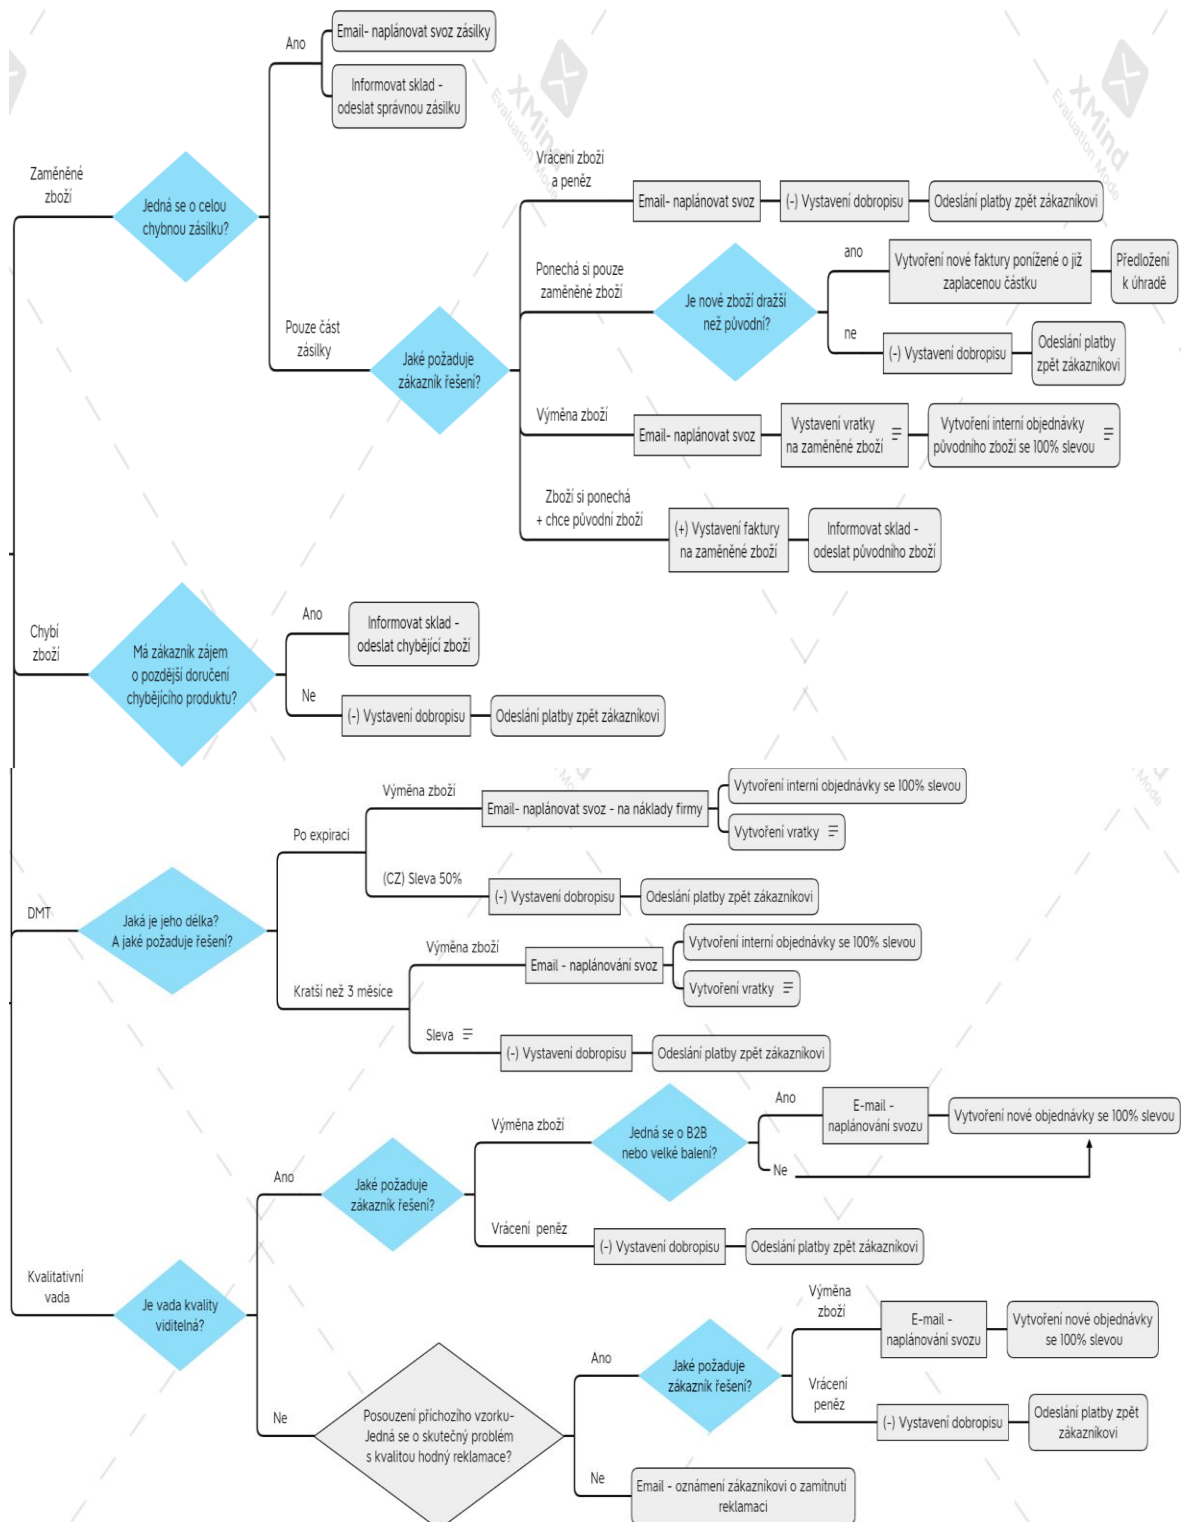 Ano
Email- naplánovat svoz zásilky
Informovat sklad -
odeslat správnou zásilku
XMind
Evaluation Mode
XMind
Evaluation Mode
Zaměněné
zboží
Jedná se o celou
chybnou zásilku?
Pouze část
zásilky
Jaké požaduje
zákazník řešení?
Vrácení zboží
a peněz
Email- naplánovat svoz
(-) Vystavení dobropisu
Odeslání platby zpět zákazníkovi
Ponechá si pouze
zaměněné zboží
Je nové zboží dražší
než původní?
ano
Vytvoření nové faktury ponížené o již
zaplacenou částku
Předložení
k úhradě
ne
(-) Vystavení dobropisu
Odeslání platby
zpět zákazníkovi
Výměna zboží
Email- naplánovat svoz
Vystavení vratky
na zaměněné zboží
Vytvoření interní objednávky
původního zboží se 100% slevou
Zboží si ponechá
+ chce původní zboží
(+) Vystavení faktury
na zaměněné zboží
Informovat sklad -
odeslat původního zboží
Chybí
zboží
Má zákazník zájem
o pozdější doručení
chybějícího produktu?
Ano
Informovat sklad -
odeslat chybějící zboží
Ne
(-) Vystavení dobropisu
Odeslání platby zpět zákazníkovi
DMT
Jaká je jeho délka?
A jaké požaduje řešení?
Po expiraci
Výměna zboží
Email- naplánovat svoz - na náklady firmy
Vytvoření interní objednávky se 100% slevou
Vytvoření vratky
(CZ) Sleva 50%
(-) Vystavení dobropisu
Odeslání platby zpět zákazníkovi
Kratší než 3 měsíce
Výměna zboží
Email - naplánování svoz
Vytvoření interní objednávky se 100% slevou
Vytvoření vratky
Sleva
(-) Vystavení dobropisu
Odeslání platby zpět zákazníkovi
Kvalitativní
vada
Je vada kvality
viditelná?
Ano
Jaké požaduje
zákazník řešení?
Výměna zboží
Jedná se o B2B
nebo velké balení?
Ano
E-mail -
naplánování svozu
Vytvoření nové objednávky se 100% slevou
Ne
Vrácení peněz
(-) Vystavení dobropisu
Odeslání platby zpět zákazníkovi
Ne
Posouzení příchozího vzorku-
Jedná se o skutečný problém
s kvalitou hodný reklamace?
Ano
Jaké požaduje
zákazník řešení?
Výměna
zboží
E-mail -
naplánování svozu
Vytvoření nové objednávky
se 100% slevou
Vrácení
peněz
(-) Vystavení dobropisu
Odeslání platby zpět
zákazníkovi
Ne
Email - oznámení zákazníkovi o zamítnutí
reklamaci